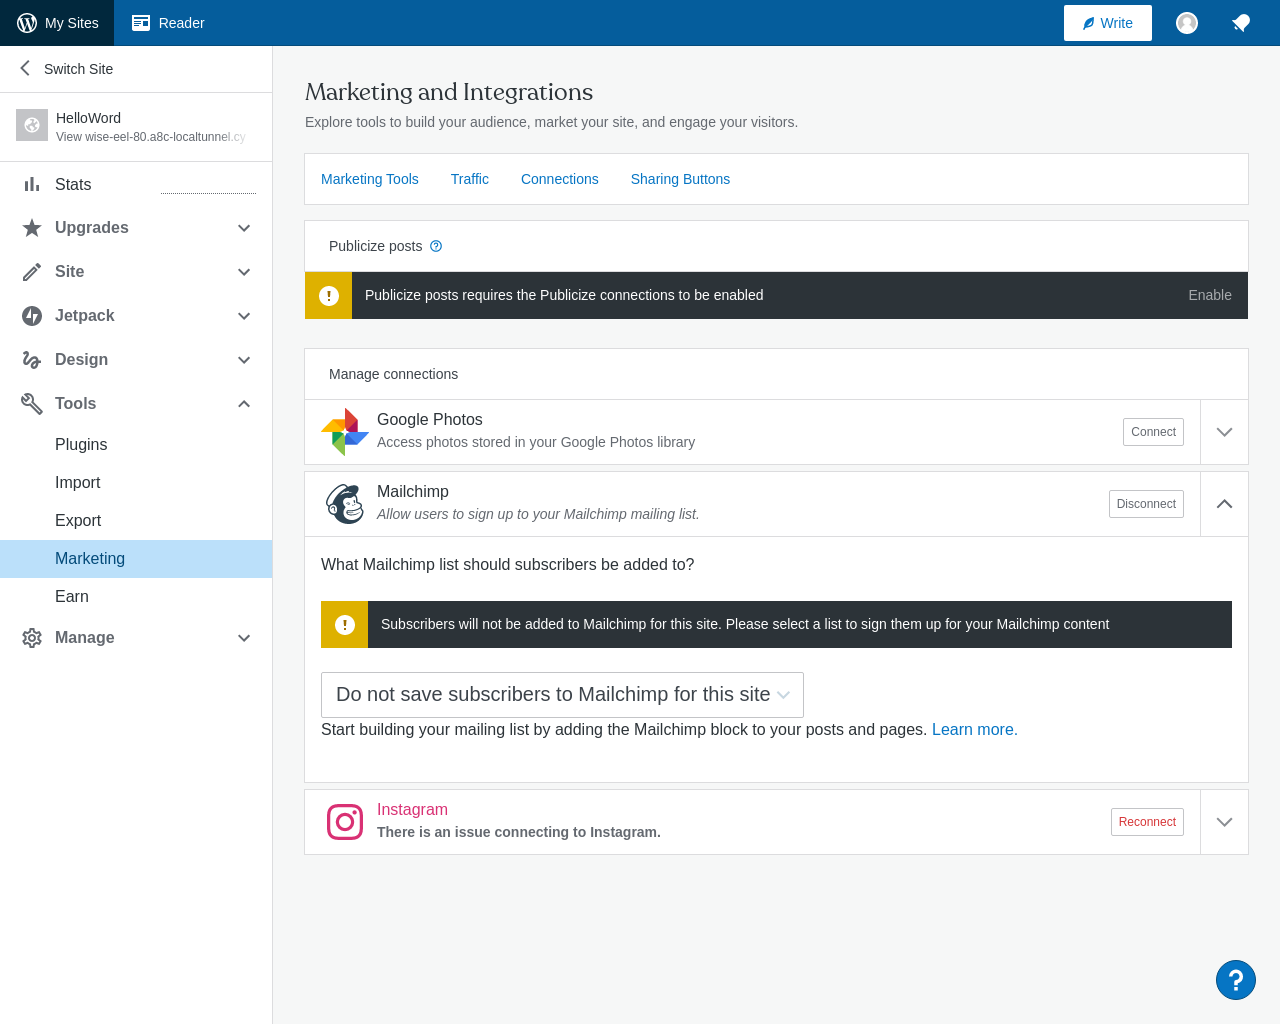 My Sites
Reader
Write
Switch Site
HelloWord
View wise-eel-80.a8c-localtunnel.cy
Stats
Upgrades
Site
Jetpack
Design
Tools
Plugins
Import
Export
Marketing
Earn
Manage
Marketing and Integrations
Explore tools to build your audience, market your site, and engage your visitors.
Marketing Tools
Traffic
Connections
Sharing Buttons
Publicize posts
Publicize posts requires the Publicize connections to be enabled
Enable
Manage connections
Google Photos
Access photos stored in your Google Photos library
Connect
Mailchimp
Allow users to sign up to your Mailchimp mailing list.
Disconnect
What Mailchimp list should subscribers be added to?
Subscribers will not be added to Mailchimp for this site. Please select a list to sign them up for your Mailchimp content
Do not save subscribers to Mailchimp for this site
Start building your mailing list by adding the Mailchimp block to your posts and pages. Learn more.
Instagram
There is an issue connecting to Instagram.
Reconnect